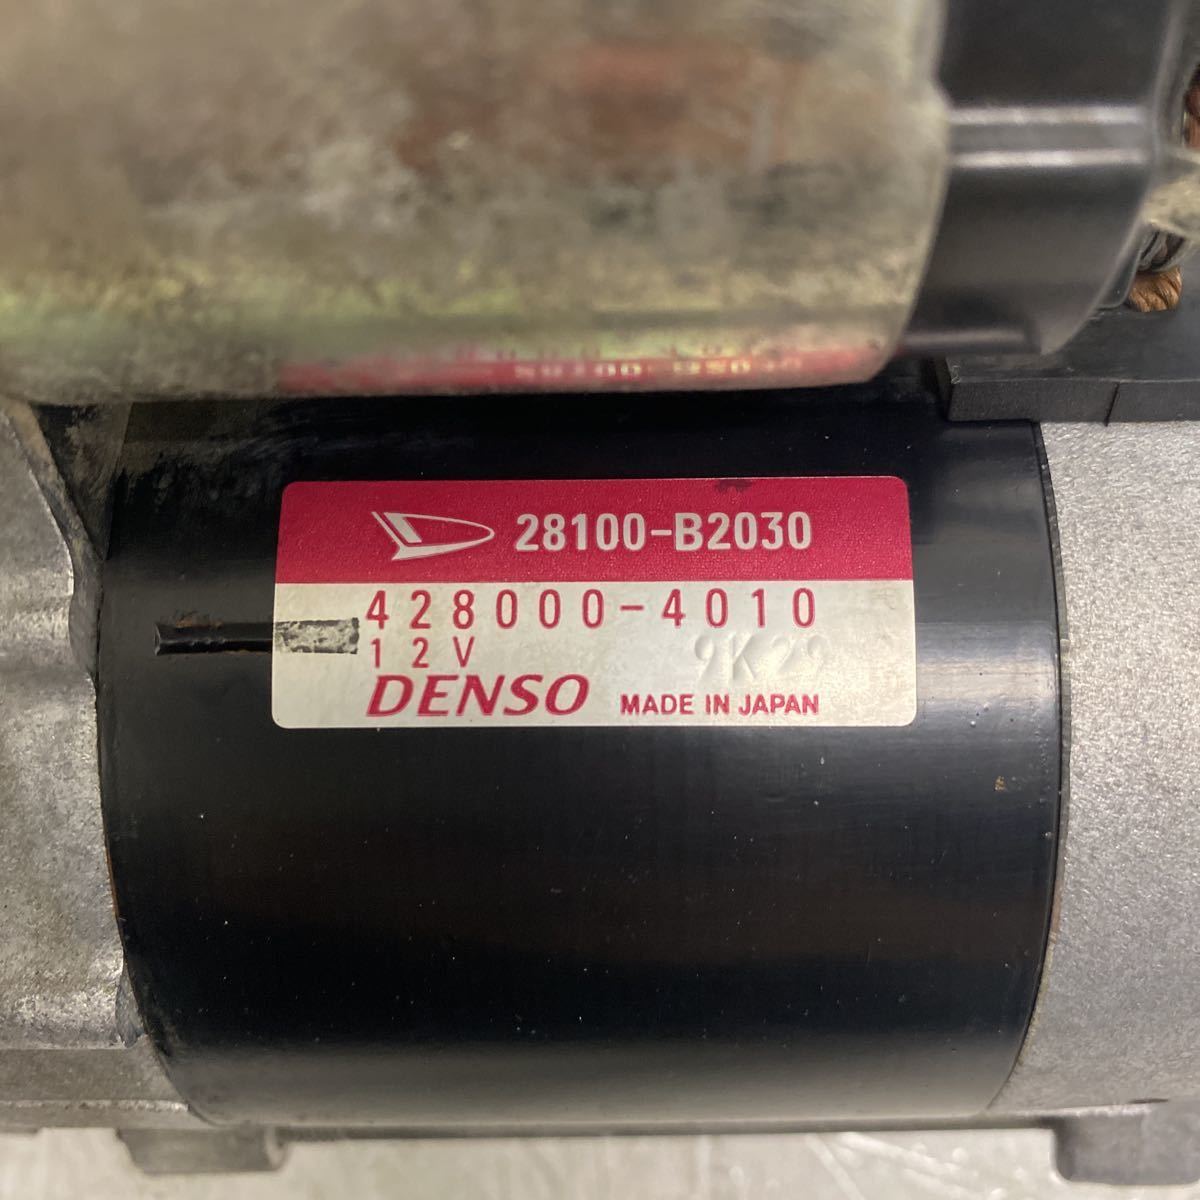 28100-B2030
428000-4010
12V 9K29
DENSO MADE IN JAPAN